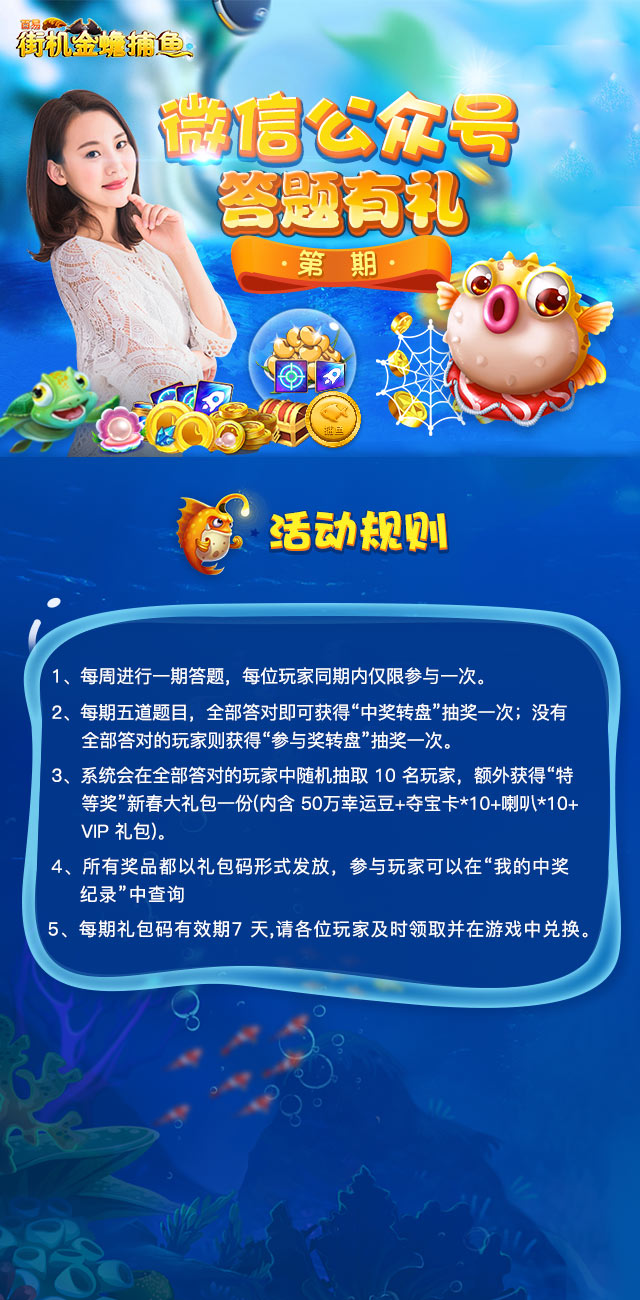 百易
街机金蟾捕鱼
微信公众号
答题有礼
·第 期·
捕鱼
活动规则
1、每周进行一期答题，每位玩家同期内仅限参与一次。
2、每期五道题目，全部答对即可获得“中奖转盘”抽奖一次；没有
全部答对的玩家则获得“参与奖转盘”抽奖一次。
3、系统会在全部答对的玩家中随机抽取 10 名玩家，额外获得“特
等奖”新春大礼包一份(内含 50万幸运豆+夺宝卡*10+喇叭*10+
VIP 礼包)。
4、所有奖品都以礼包码形式发放，参与玩家可以在“我的中奖
纪录”中查询
5、每期礼包码有效期7 天,请各位玩家及时领取并在游戏中兑换。